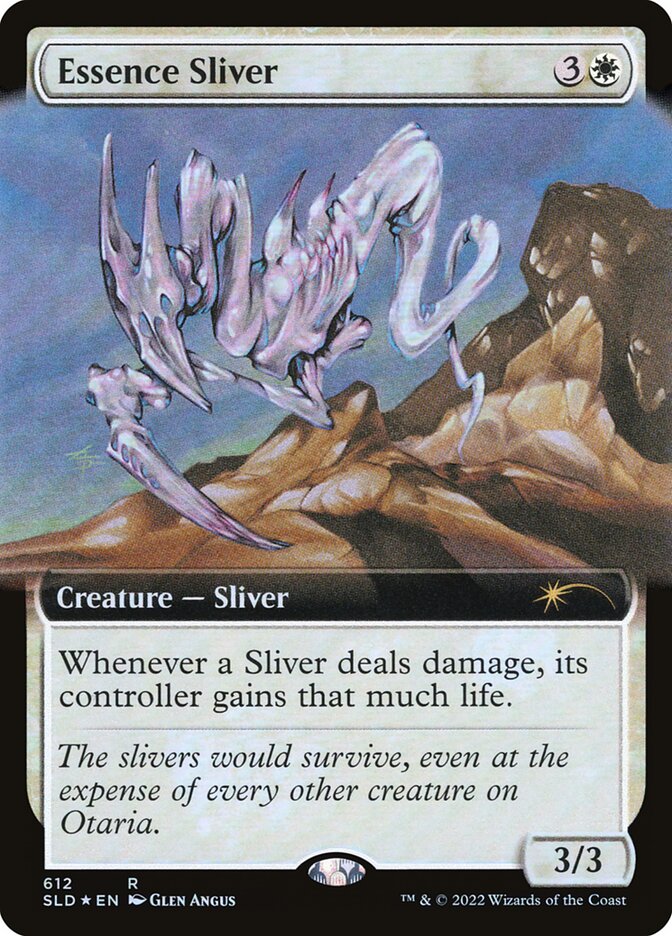 Essence Sliver 3
Creature — Sliver
Whenever a Sliver deals damage, its
controller gains that much life.
The slivers would survive, even at the
expense of every other creature on
Otaria.
3/3
612 R
SLD ★ EN Glen Angus ™ & © 2022 Wizards of the Coast